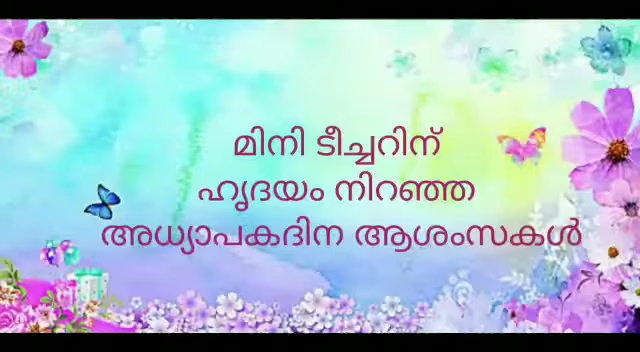 മിനി ടീച്ചറിന്
ഹൃദയം നിറഞ്ഞ
അധ്യാപകദിന ആശംസകൾ